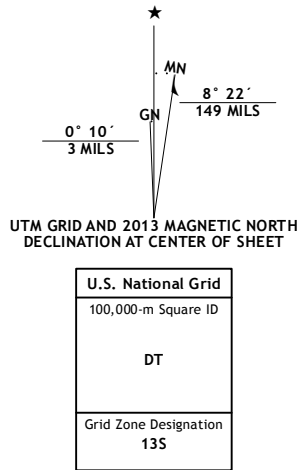 ★
MN
GN
8° 22´
149 MILS
0° 10´
3 MILS
UTM GRID AND 2013 MAGNETIC NORTH
DECLINATION AT CENTER OF SHEET
U.S. National Grid
100,000-m Square ID
DT
Grid Zone Designation
13S